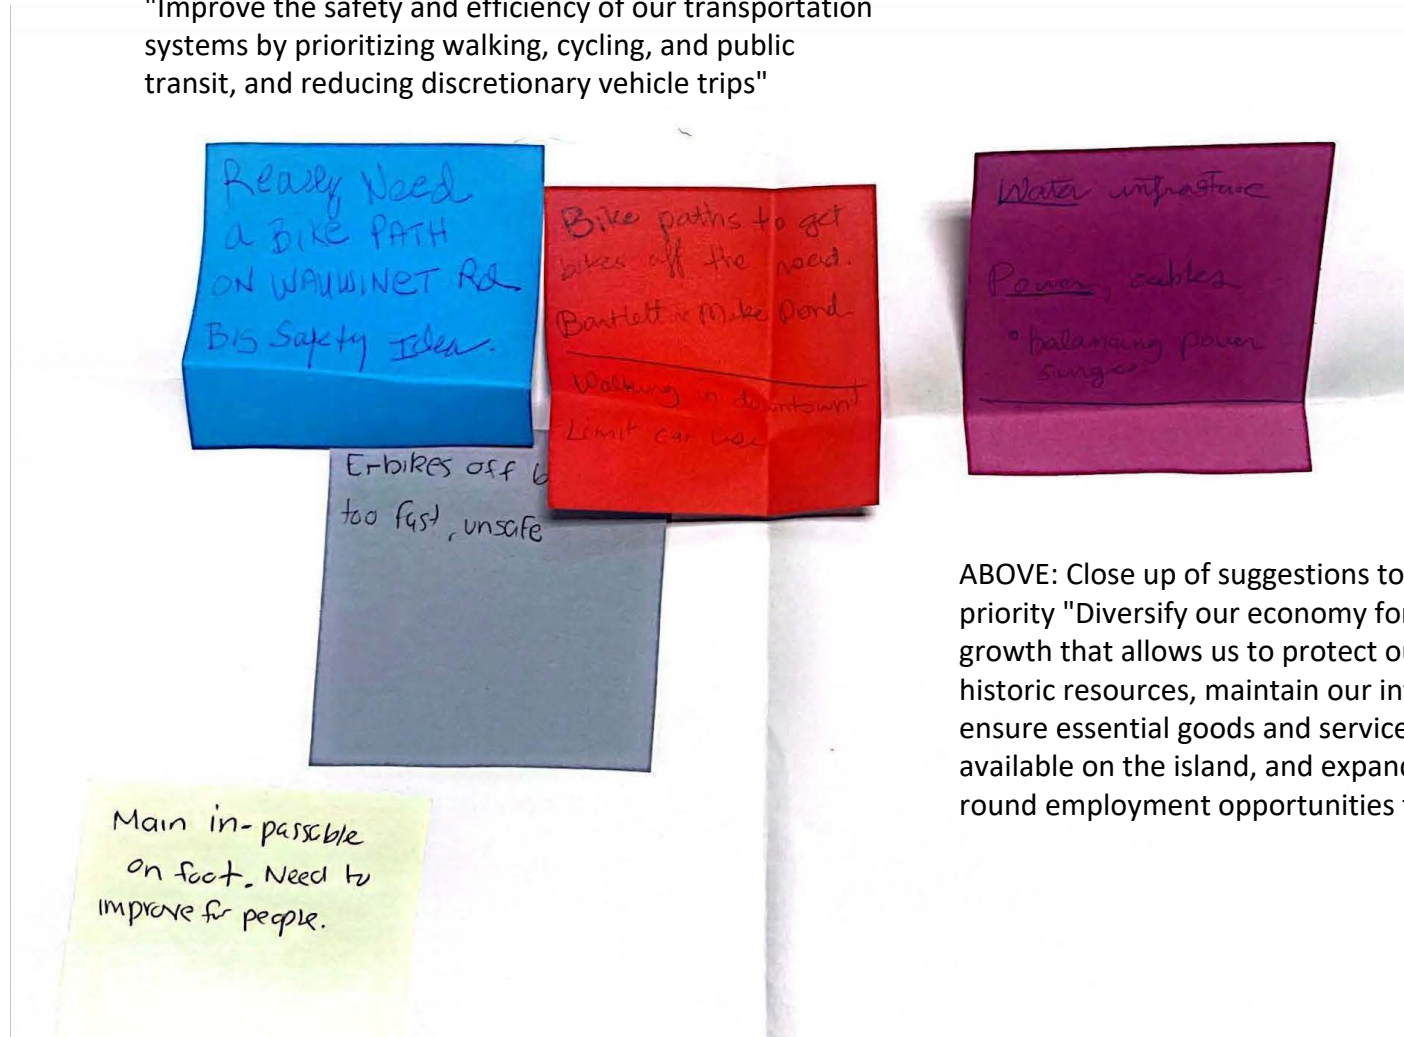 "Improve the safety and efficiency of our transportation
systems by prioritizing walking, cycling, and public
transit, and reducing discretionary vehicle trips"
Really Need
a BIKE PATH
ON WAUWINET Rd
BIG Safety Idea.
Bike paths to get
bikes off the road.
Bartlett & Mike Pond
Walking in downtown
Limit car use
E-bikes off b
too fast, unsafe
Main in-passable
on foot. Need to
improve for people.
Water
Power, cables
• balancing power
ABOVE: Close up of suggestions to
priority "Diversify our economy for
growth that allows us to protect ou
historic resources, maintain our in
ensure essential goods and service
available on the island, and expand
round employment opportunities